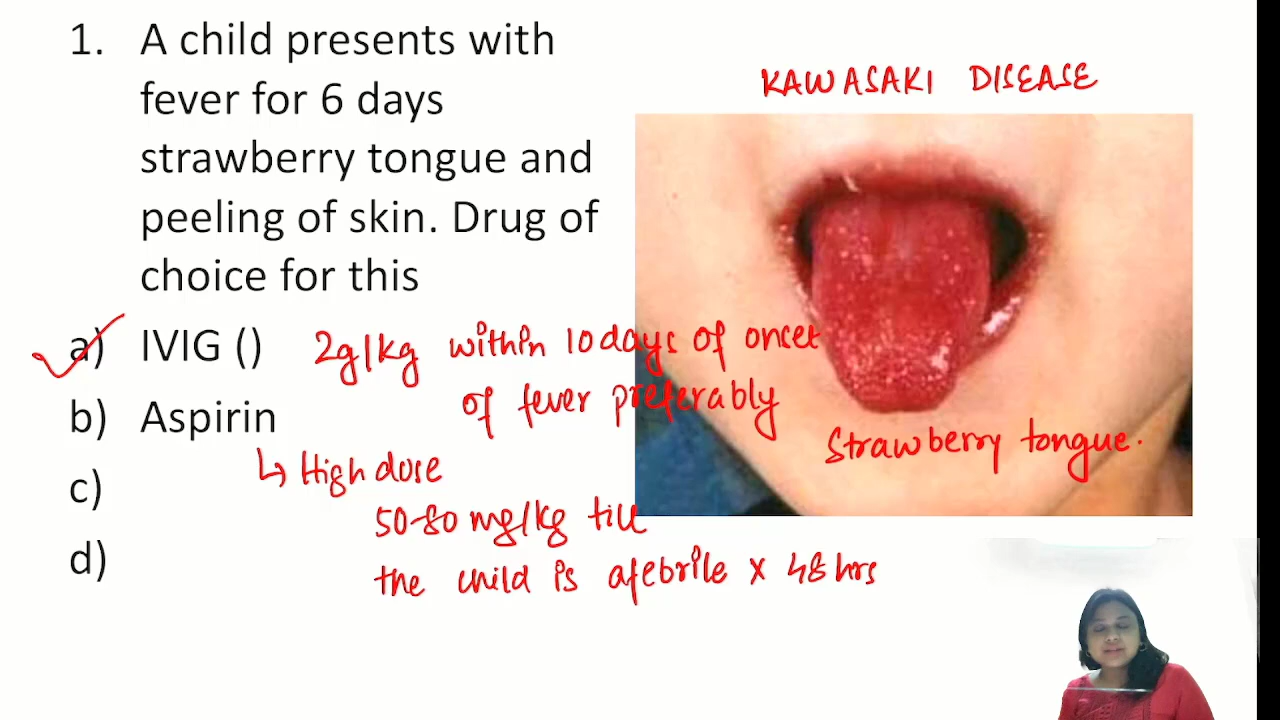 1. A child presents with
fever for 6 days
strawberry tongue and
peeling of skin. Drug of
choice for this
a) IVIG ()
b) Aspirin
c)
d)
KAWASAKI DISEASE
2g/kg within 10 days of onset
of fever preferably
Strawberry tongue.
↳ High dose
50-80 mg/kg till
the child is afebrile x 48 hrs